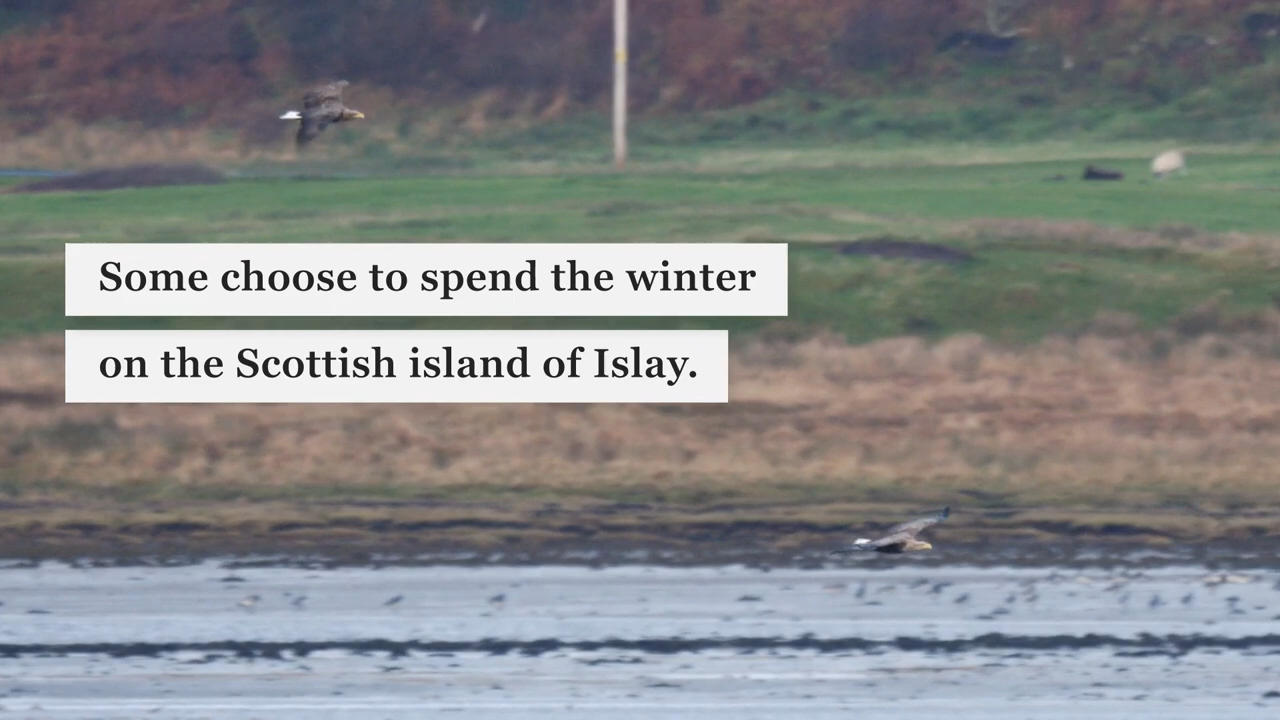 Some choose to spend the winter
on the Scottish island of Islay.